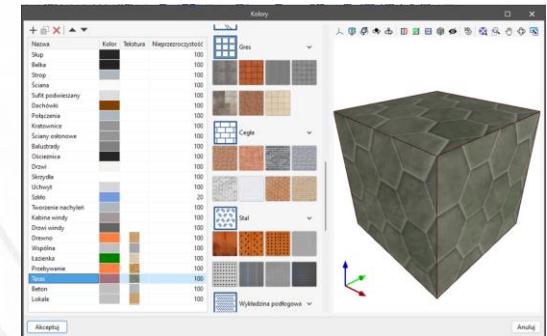 Kolory
Nazwa Kolor Tekstura Nieprzezroczystość
Słup 100
Belka 100
Strop 100
Ściana 100
Sufit podwieszany 100
Dachówki 100
Połączenia 100
Kratownice 100
Ściany osłonowe 100
Balustrady 100
Ościeżnica 100
Drzwi 100
Skrzydła 100
Uchwyt 100
Szkło 20
Tworzenie nachyleń 100
Kabina windy 100
Drzwi windy 100
Drewno 100
Wspólna 100
Łazienka 100
Przebywanie 100
Taras 100
Beton 100
Lokale 100
Gres
Cegła
Stal
Wykładzina podłogowa
Akceptuj
Anuluj